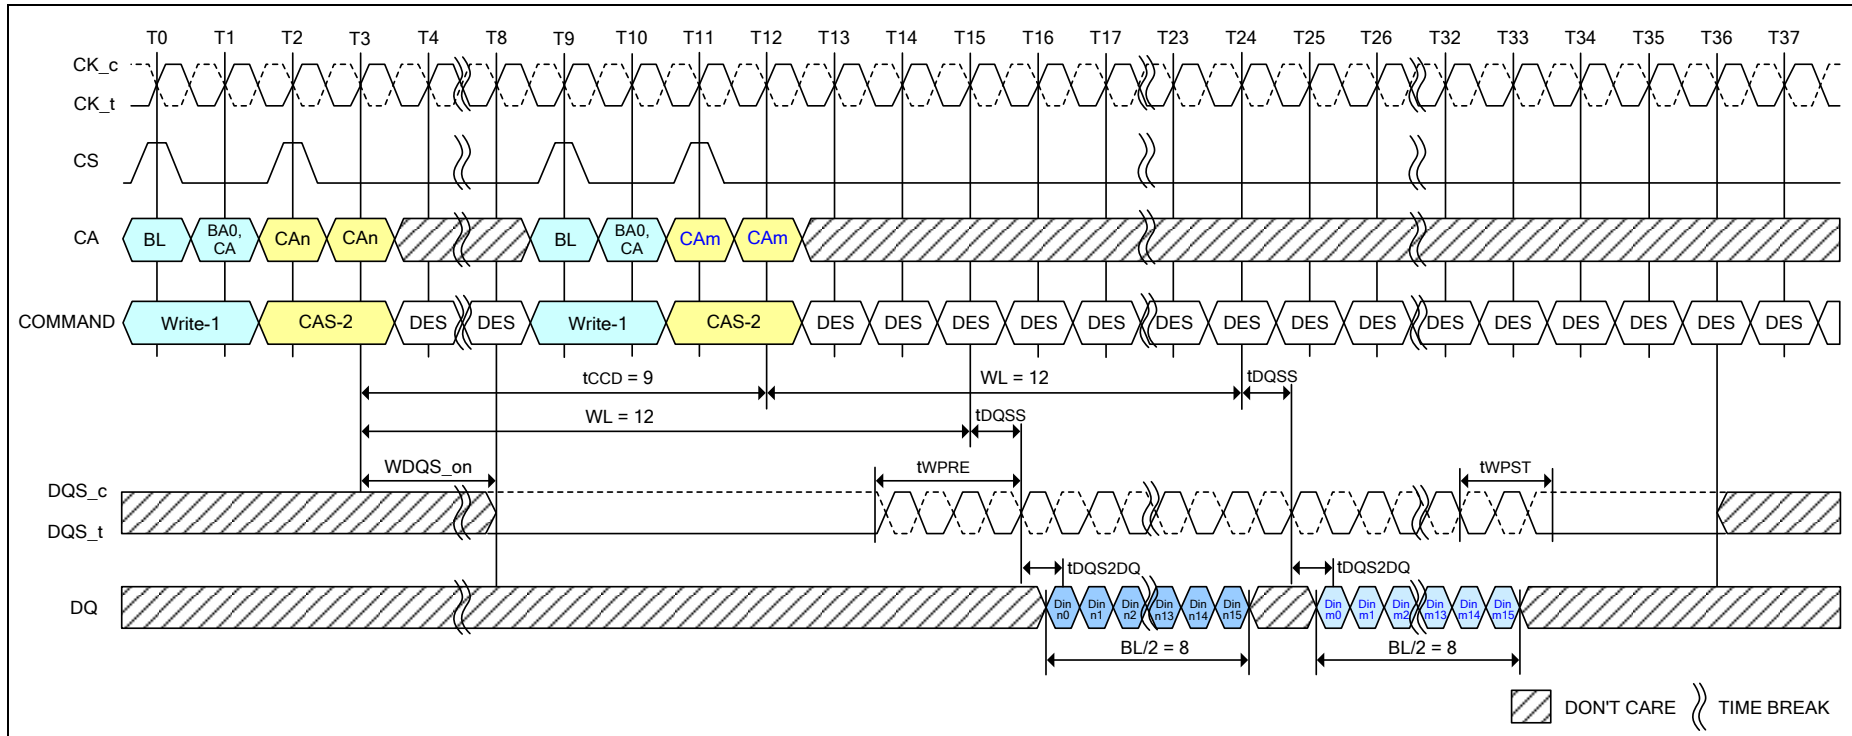 T0 T1 T2 T3 T4 T8 T9 T10 T11 T12 T13 T14 T15 T16 T17 T23 T24 T25 T26 T32 T33 T34 T35 T36 T37
CK_c
CK_t
CS
CA BL BA0, CA CAn CAn BL BA0, CA CAm CAm
COMMAND Write-1 CAS-2 DES DES Write-1 CAS-2 DES DES DES DES DES DES DES DES DES DES DES DES DES DES DES
tCCD = 9 WL = 12 tDQSS
WL = 12 tDQSS
WDQS_on tWPRE tWPST
DQS_c
DQS_t
tDQS2DQ tDQS2DQ
DQ Din n0 Din n1 Din n2 Din n13 Din n14 Din n15 Din m0 Din m1 Din m2 Din m13 Din m14 Din m15
BL/2 = 8 BL/2 = 8
DON'T CARE TIME BREAK